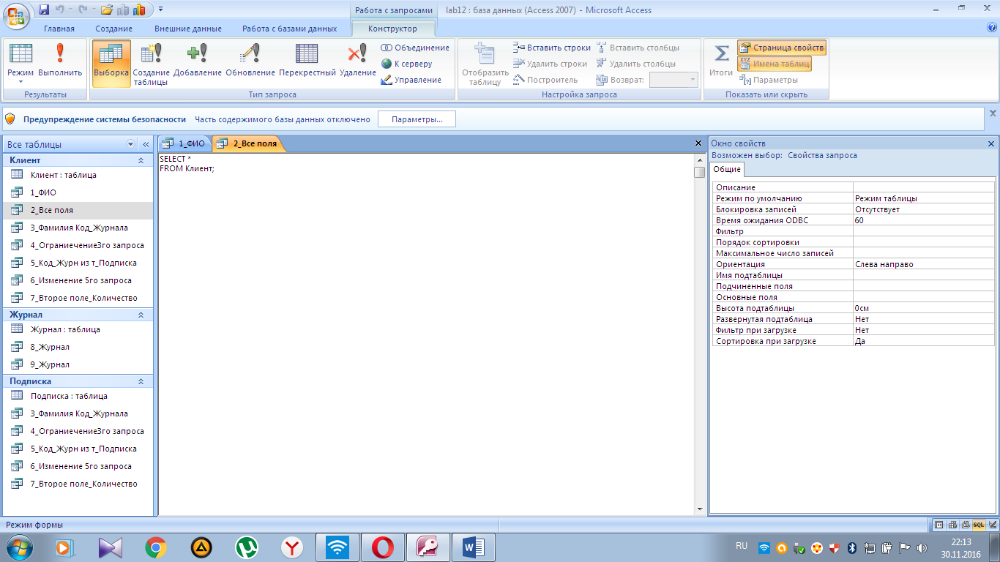 Работа с запросами lab12 : база данных (Access 2007) - Microsoft Access
Главная Создание Внешние данные Работа с базами данных Конструктор
Режим Выполнить
Результаты
Выборка Создание таблицы Добавление Обновление Перекрестный Удаление
Объединение
К серверу
Управление
Тип запроса
Отобразить таблицу
Вставить строки
Удалить строки
Построитель
Вставить столбцы
Удалить столбцы
Возврат:
Настройка запроса
Итоги
Страница свойств
XYZ Имена таблиц
Параметры
Показать или скрыть
Предупреждение системы безопасности Часть содержимого базы данных отключено Параметры...
Все таблицы
Клиент
Клиент : таблица
1_ФИО
2_Все поля
3_Фамилия Код_Журнала
4_Ограниечение3го запроса
5_Код_Журн из т_Подписка
6_Изменение 5го запроса
7_Второе поле_Количество
Журнал
Журнал : таблица
8_Журнал
9_Журнал
Подписка
Подписка : таблица
3_Фамилия Код_Журнала
4_Ограниечение3го запроса
5_Код_Журн из т_Подписка
6_Изменение 5го запроса
7_Второе поле_Количество
1_ФИО 2_Все поля
SELECT *
FROM Клиент;
Окно свойств
Возможен выбор: Свойства запроса
Общие
Описание
Режим по умолчанию Режим таблицы
Блокировка записей Отсутствует
Время ожидания ODBC 60
Фильтр
Порядок сортировки
Максимальное число записей
Ориентация Слева направо
Имя подтаблицы
Подчиненные поля
Основные поля
Высота подтаблицы 0см
Развернутая подтаблица Нет
Фильтр при загрузке Нет
Сортировка при загрузке Да
Режим формы
SQL
RU
22:13
30.11.2016